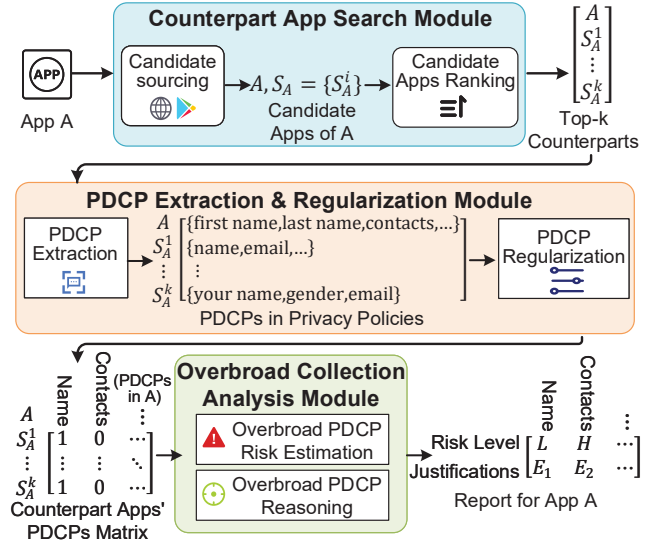 Counterpart App Search Module
APP
App A
Candidate
sourcing
A, S_A = {S_A^i}
Candidate
Apps of A
Candidate
Apps Ranking
A
S_A^1
⋮
S_A^k
Top-k
Counterparts
PDCP Extraction & Regularization Module
PDCP
Extraction
A {first name,last name,contacts,...}
S_A^1 {name,email,...}
⋮ ⋮
S_A^k {your name,gender,email}
PDCPs in Privacy Policies
PDCP
Regularization
Name Contacts (PDCPs
in A) ...
A
S_A^1 1 0 ...
⋮ ⋮ ⋮ ⋱
S_A^k 1 0 ...
Counterpart Apps'
PDCPs Matrix
Overbroad Collection
Analysis Module
Overbroad PDCP
Risk Estimation
Overbroad PDCP
Reasoning
Name Contacts ...
Risk Level L H ...
Justifications E_1 E_2 ...
Report for App A